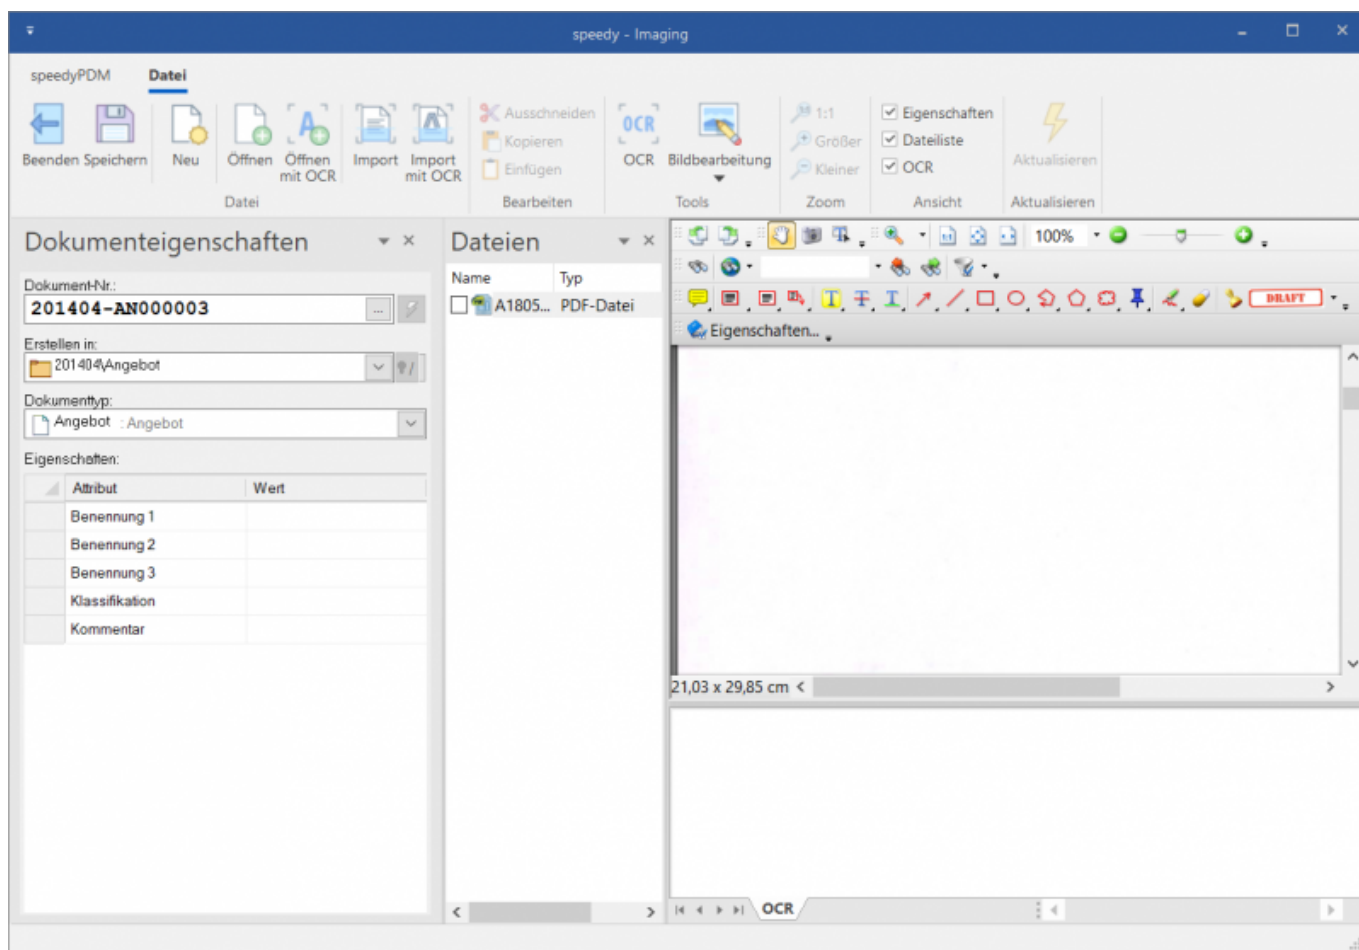 speedy - Imaging
speedyPDM Datei
Beenden Speichern Neu Öffnen Öffnen mit OCR Import Import mit OCR
Datei
Ausschneiden
Kopieren
Einfügen
Bearbeiten
OCR
OCR Bildbearbeitung
Tools
1:1
Größer
Kleiner
Zoom
Eigenschaften
Dateiliste
OCR
Ansicht
Aktualisieren
Aktualisieren
Dokumenteigenschaften
Dokument-Nr.:
201404-AN000003 ...
Erstellen in:
201404\Angebot
Dokumenttyp:
Angebot : Angebot
Eigenschaften:
Attribut Wert
Benennung 1
Benennung 2
Benennung 3
Klassifikation
Kommentar
Dateien
Name Typ
A1805... PDF-Datei
100%
DRAFT
Eigenschaften...
21,03 x 29,85 cm
OCR